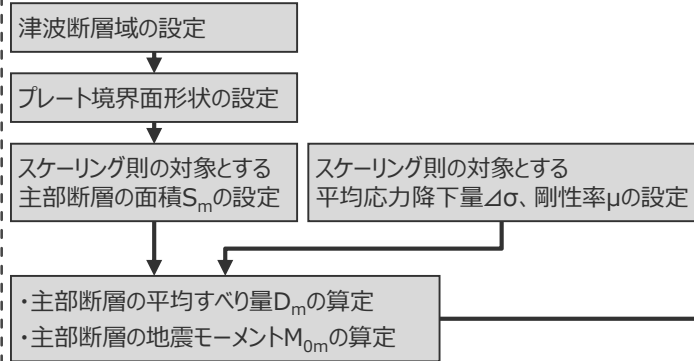 津波断層域の設定
プレート境界面形状の設定
スケーリング則の対象とする
主部断層の面積Smの設定
スケーリング則の対象とする
平均応力降下量⊿σ、剛性率μの設定
・主部断層の平均すべり量Dmの算定
・主部断層の地震モーメントM0mの算定